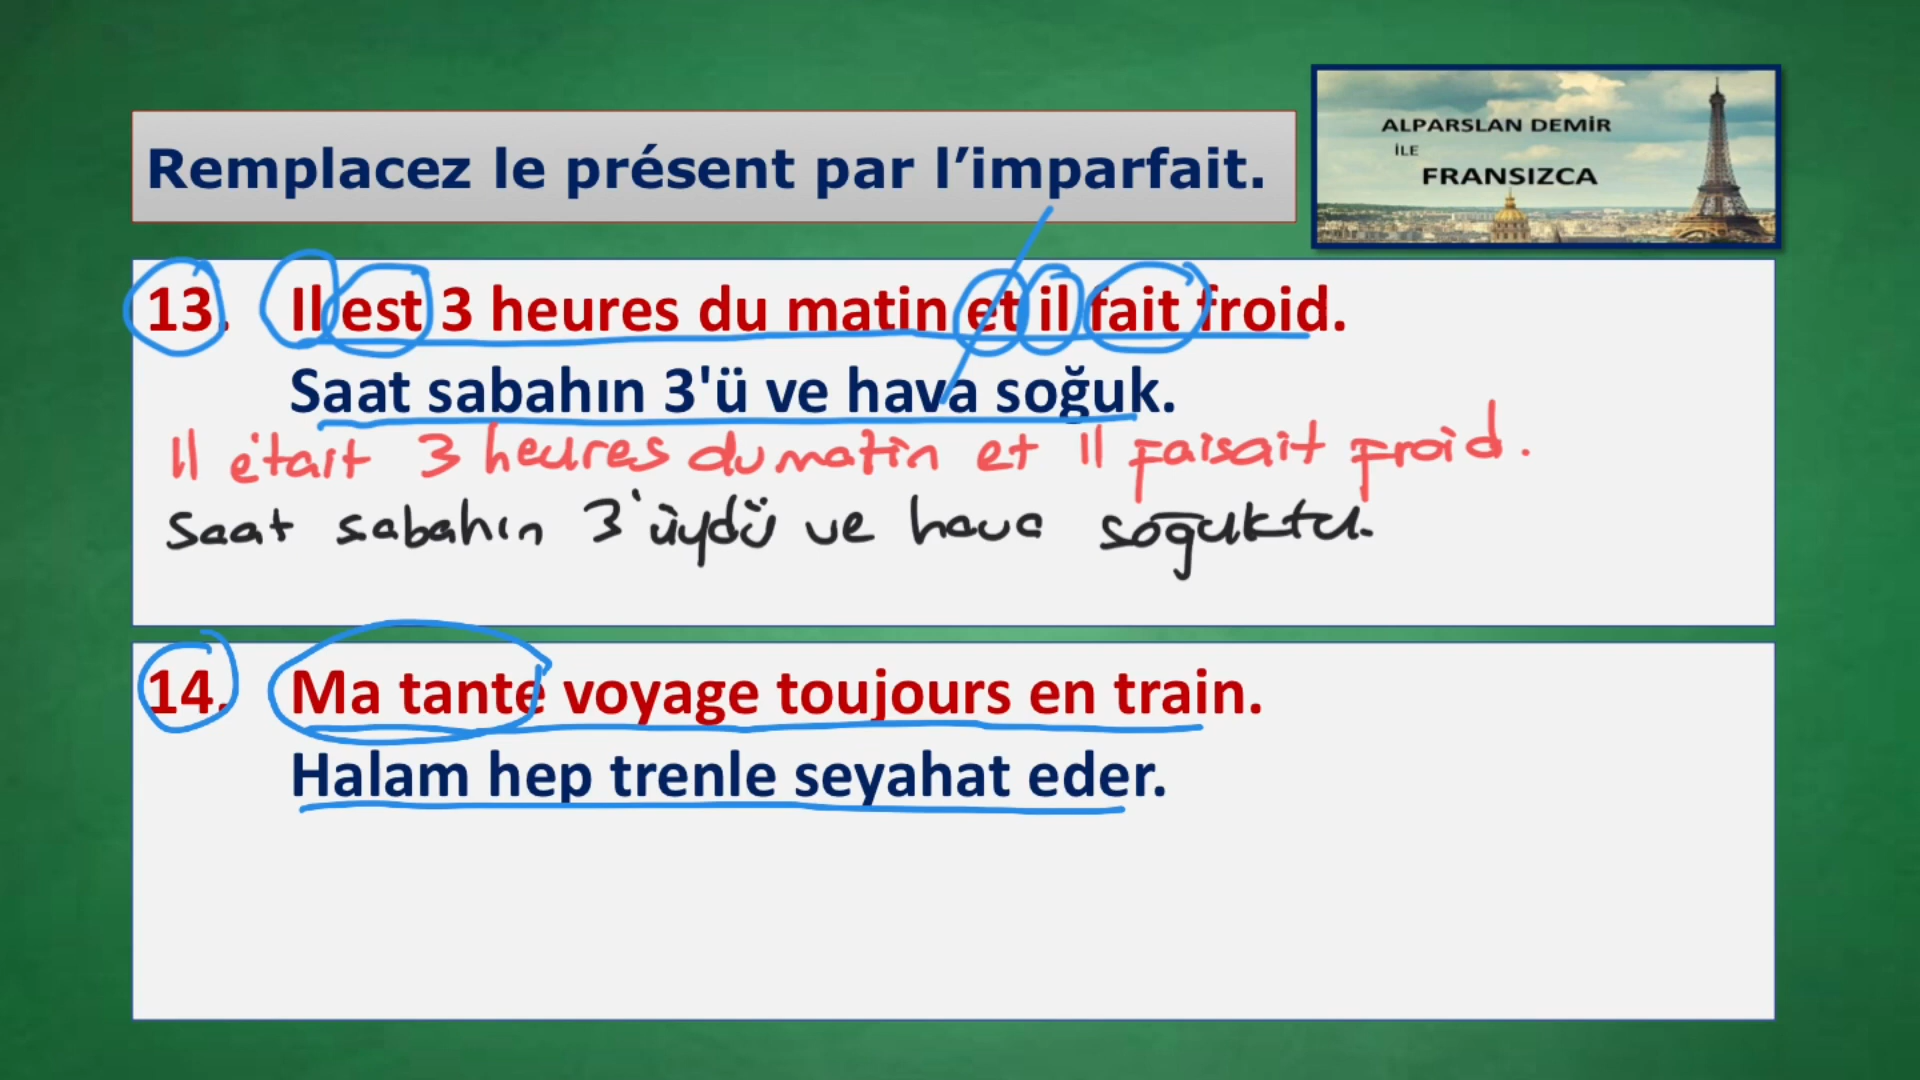 Remplacez le présent par l’imparfait.
ALPARSLAN DEMİR
İLE
FRANSIZCA
13. Il est 3 heures du matin et il fait froid.
Saat sabahın 3'ü ve hava soğuk.
Il était 3 heures du matin et il faisait froid.
Saat sabahın 3'üydü ve hava soğuktu.
14. Ma tante voyage toujours en train.
Halam hep trenle seyahat eder.